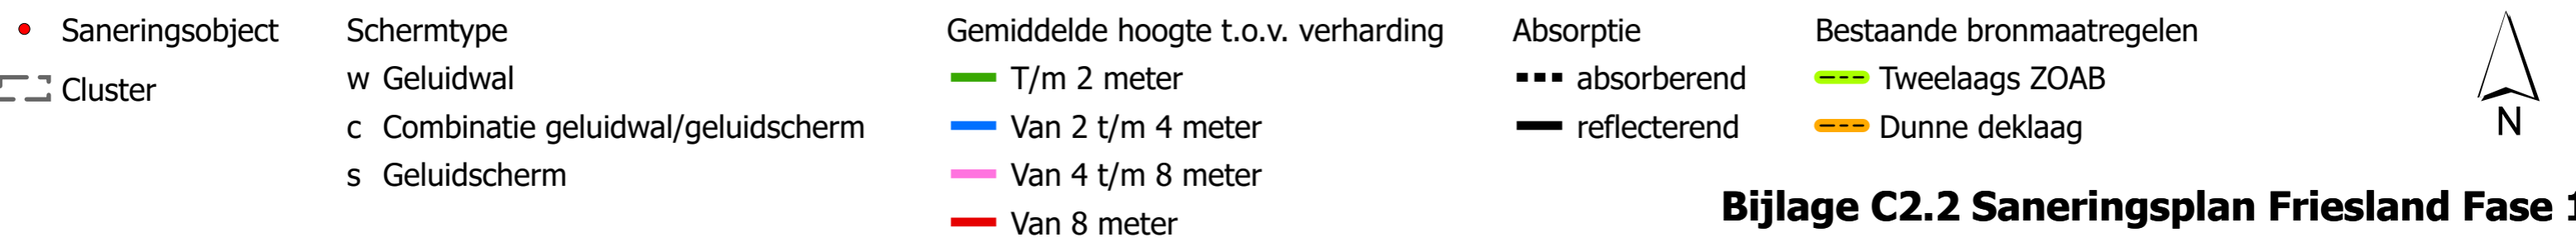 Saneringsobject
Cluster
Schermtype
w Geluidwal
c Combinatie geluidwal/geluidscherm
s Geluidscherm
Gemiddelde hoogte t.o.v. verharding
T/m 2 meter
Van 2 t/m 4 meter
Van 4 t/m 8 meter
Van 8 meter
Absorptie
absorberend
reflecterend
Bestaande bronmaatregelen
Tweelaags ZOAB
Dunne deklaag
N
Bijlage C2.2 Saneringsplan Friesland Fase 1